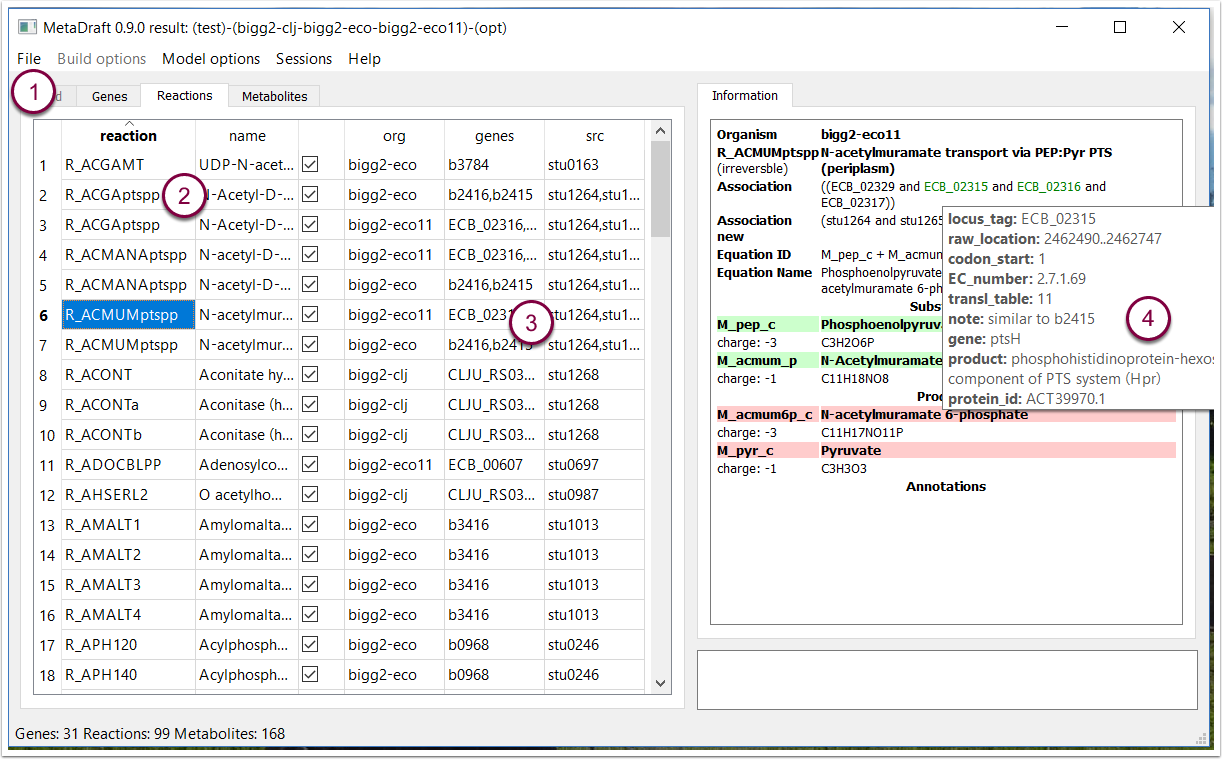 MetaDraft 0.9.0 result: (test)-(bigg2-clj-bigg2-eco-bigg2-eco11)-(opt)
File Build options Model options Sessions Help
1 d Genes Reactions Metabolites
reaction name org genes src
1 R_ACGAMT UDP-N-acet... bigg2-eco b3784 stu0163
2 R_ACGAptspp 2 N-Acetyl-D-... bigg2-eco b2416,b2415 stu1264,stu1...
3 R_ACGAptspp N-Acetyl-D-... bigg2-eco11 ECB_02316,... stu1264,stu1...
4 R_ACMANAptspp N-acetyl-D-... bigg2-eco11 ECB_02316,... stu1264,stu1...
5 R_ACMANAptspp N-acetyl-D-... bigg2-eco b2416,b2415 stu1264,stu1...
6 R_ACMUMptspp N-acetylmur... bigg2-eco11 3 stu1264,stu1...
7 R_ACMUMptspp N-acetylmur... bigg2-eco b2416,b2415 stu1264,stu1...
8 R_ACONT Aconitate hy... bigg2-clj CLJU_RS03... stu1268
9 R_ACONTa Aconitase (h... bigg2-clj CLJU_RS03... stu1268
10 R_ACONTb Aconitase (h... bigg2-clj CLJU_RS03... stu1268
11 R_ADOCBLPP Adenosylco... bigg2-eco11 ECB_00607 stu0697
12 R_AHSERL2 O acetylho... bigg2-clj CLJU_RS03... stu0987
13 R_AMALT1 Amylomalta... bigg2-eco b3416 stu1013
14 R_AMALT2 Amylomalta... bigg2-eco b3416 stu1013
15 R_AMALT3 Amylomalta... bigg2-eco b3416 stu1013
16 R_AMALT4 Amylomalta... bigg2-eco b3416 stu1013
17 R_APH120 Acylphosph... bigg2-eco b0968 stu0246
18 R_APH140 Acylphosph... bigg2-eco b0968 stu0246
Genes: 31 Reactions: 99 Metabolites: 168
Information
Organism bigg2-eco11
R_ACMUMptspp N-acetylmuramate transport via PEP:Pyr PTS
(irreversble) (periplasm)
Association ((ECB_02329 and ECB_02315 and ECB_02316 and
ECB_02317))
Association (stu1264 and stu1265
new
Equation ID M_pep_c + M_acmum
Equation Name Phosphoenolpyruvate
acetylmuramate 6-ph
Subs
M_pep_c Phosphoenolpyruva
charge: -3 C3H2O6P
M_acmum_p N-Acetylmuramate
charge: -1 C11H18NO8
Pro
M_acmum6p_c N-acetylmuramate 6-phosphate
charge: -3 C11H17NO11P
M_pyr_c Pyruvate
charge: -1 C3H3O3
Annotations
locus_tag: ECB_02315
raw_location: 2462490..2462747
codon_start: 1
EC_number: 2.7.1.69
transl_table: 11
note: similar to b2415
4
gene: ptsH
product: phosphohistidinoprotein-hexos
component of PTS system (Hpr)
protein_id: ACT39970.1